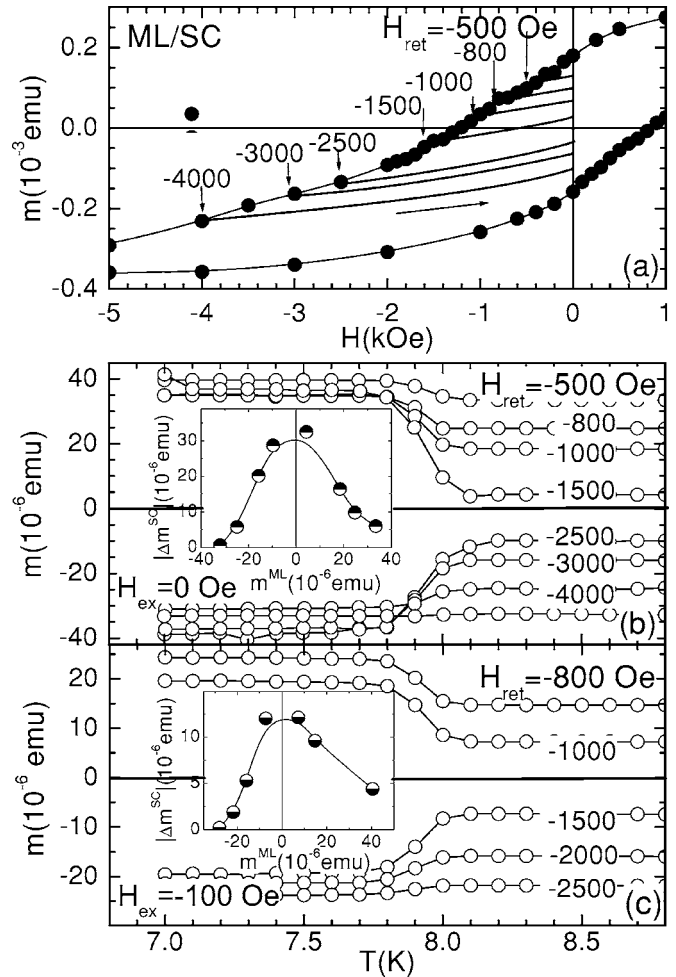 (a)
ML/SC
H_ret=-500 Oe
-800
-1000
-1500
-2500
-3000
-4000
0.2
0.0
-0.2
-0.4
m(10^-3 emu)
-5 -4 -3 -2 -1 0 1
H(kOe)
(b)
H_ret=-500 Oe
-800
-1000
-1500
-2500
-3000
-4000
H_ex=0 Oe
40
20
0
-20
-40
m(10^-6 emu)
30
20
10
0
|Δm^SC|(10^-6 emu)
-40 -20 0 20 40
m^ML(10^-6 emu)
(c)
H_ret=-800 Oe
-1000
-1500
-2000
-2500
H_ex=-100 Oe
20
10
0
-10
-20
m(10^-6 emu)
10
5
0
|Δm^SC|(10^-6 emu)
-20 0 20 40
m^ML(10^-6 emu)
7.0 7.5 8.0 8.5
T(K)